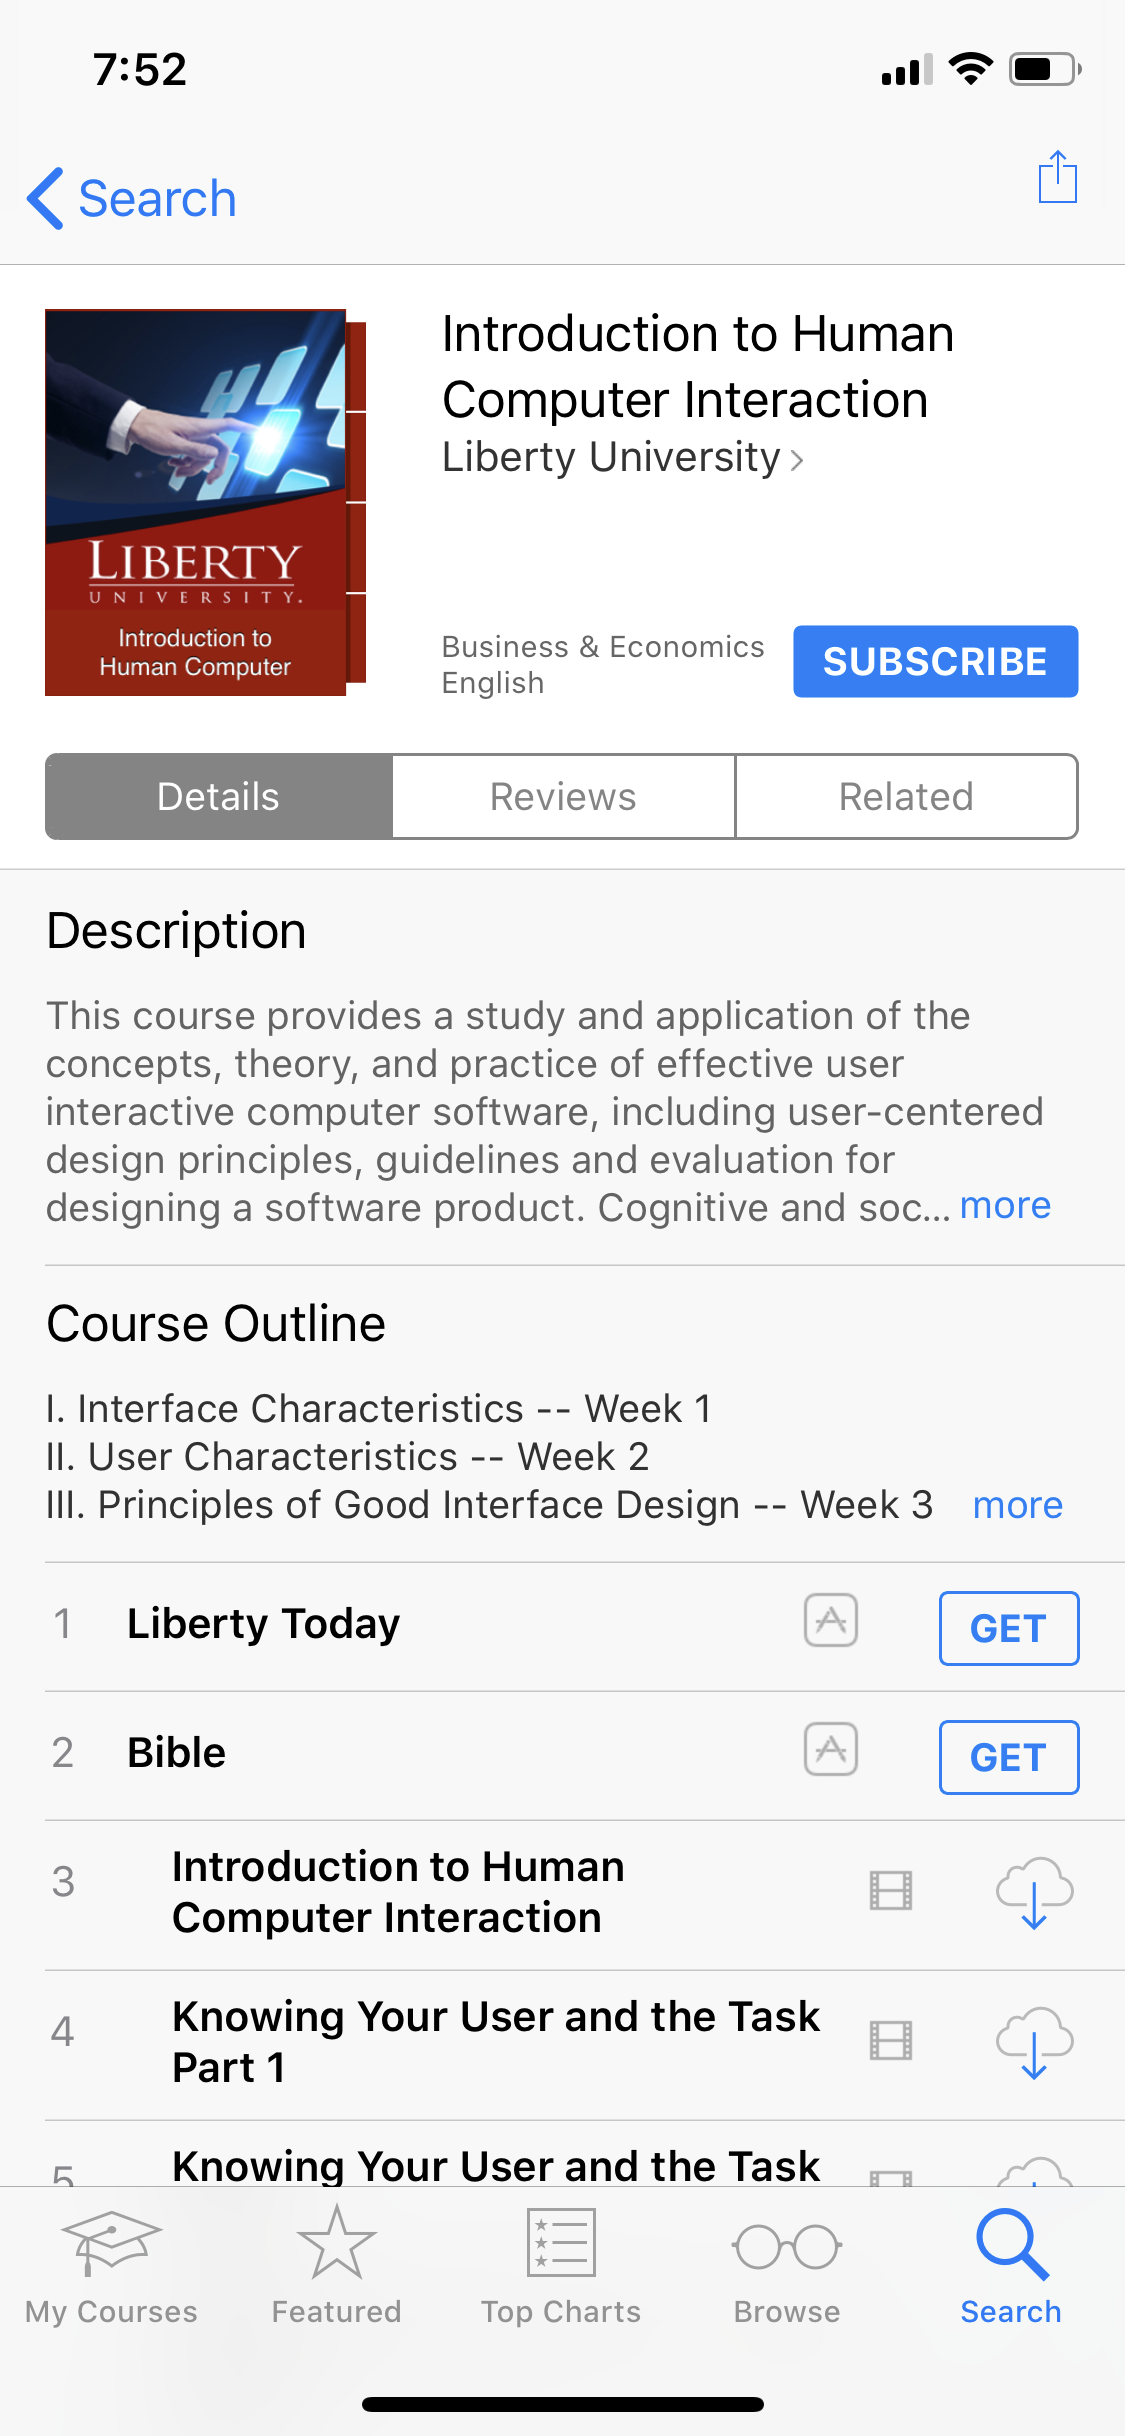 7:52
Search
Introduction to Human
Computer Interaction
Liberty University
LIBERTY
UNIVERSITY.
Introduction to
Human Computer
Business & Economics
English
SUBSCRIBE
Details
Reviews
Related
Description
This course provides a study and application of the
concepts, theory, and practice of effective user
interactive computer software, including user-centered
design principles, guidelines and evaluation for
designing a software product. Cognitive and soc... more
Course Outline
I. Interface Characteristics -- Week 1
II. User Characteristics -- Week 2
III. Principles of Good Interface Design -- Week 3 more
1 Liberty Today GET
2 Bible GET
3 Introduction to Human
Computer Interaction
4 Knowing Your User and the Task
Part 1
5 Knowing Your User and the Task
My Courses
Featured
Top Charts
Browse
Search